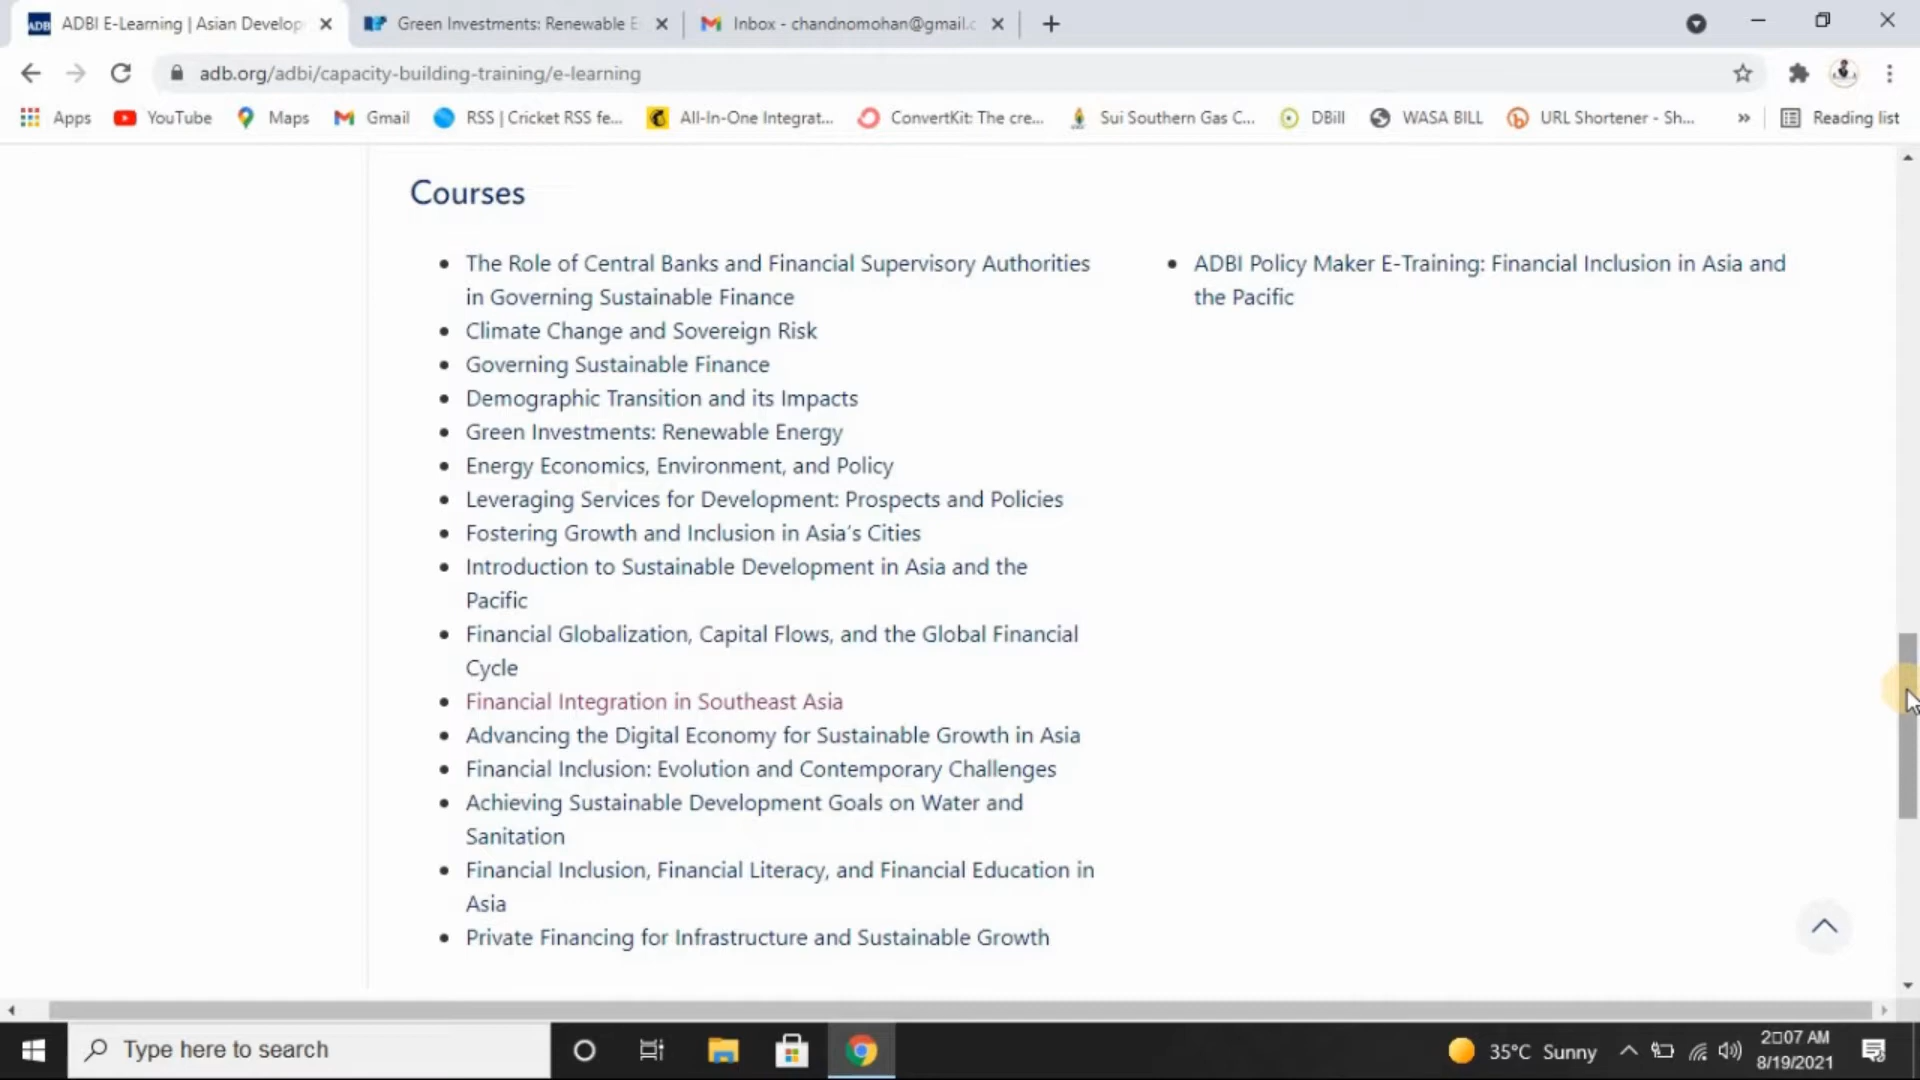 ADBI E-Learning | Asian Develop
Green Investments: Renewable E
Inbox - chandnomohan@gmail.c
adb.org/adbi/capacity-building-training/e-learning
Apps
YouTube
Maps
Gmail
RSS | Cricket RSS fe...
All-In-One Integrat...
ConvertKit: The cre...
Sui Southern Gas C...
DBill
WASA BILL
URL Shortener - Sh...
»
Reading list
Courses
The Role of Central Banks and Financial Supervisory Authorities
in Governing Sustainable Finance
Climate Change and Sovereign Risk
Governing Sustainable Finance
Demographic Transition and its Impacts
Green Investments: Renewable Energy
Energy Economics, Environment, and Policy
Leveraging Services for Development: Prospects and Policies
Fostering Growth and Inclusion in Asia's Cities
Introduction to Sustainable Development in Asia and the
Pacific
Financial Globalization, Capital Flows, and the Global Financial
Cycle
Financial Integration in Southeast Asia
Advancing the Digital Economy for Sustainable Growth in Asia
Financial Inclusion: Evolution and Contemporary Challenges
Achieving Sustainable Development Goals on Water and
Sanitation
Financial Inclusion, Financial Literacy, and Financial Education in
Asia
Private Financing for Infrastructure and Sustainable Growth
ADBI Policy Maker E-Training: Financial Inclusion in Asia and
the Pacific
Type here to search
35°C Sunny
2▯07 AM
8/19/2021